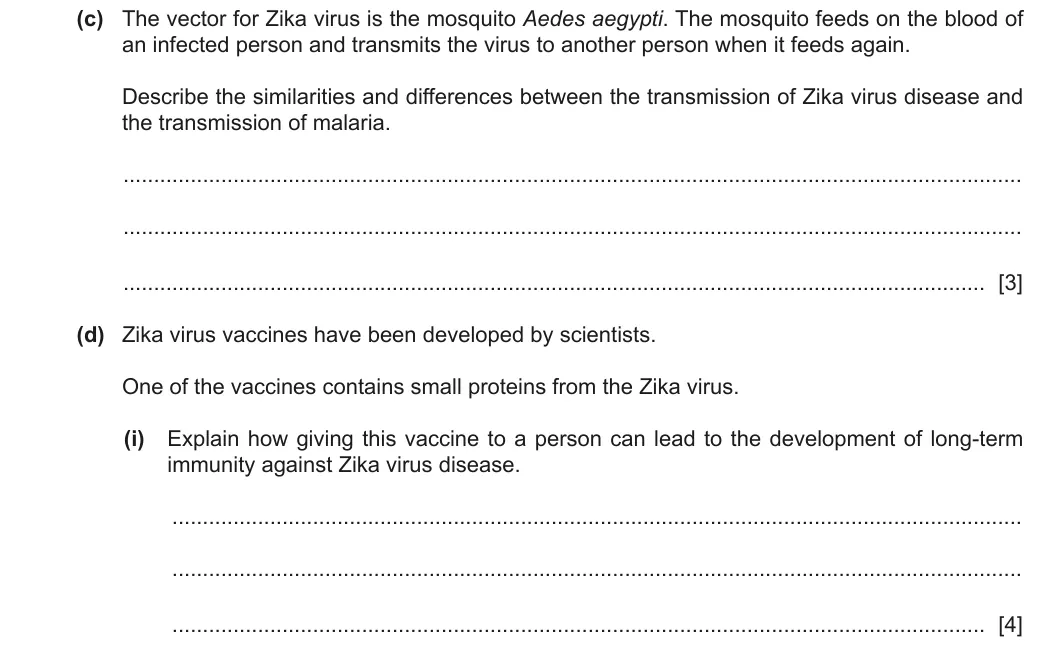 (c) The vector for Zika virus is the mosquito Aedes aegypti. The mosquito feeds on the blood of
an infected person and transmits the virus to another person when it feeds again.
Describe the similarities and differences between the transmission of Zika virus disease and
the transmission of malaria.
..........................................................................................................................................
..........................................................................................................................................
.................................................................................................................................... [3]
(d) Zika virus vaccines have been developed by scientists.
One of the vaccines contains small proteins from the Zika virus.
(i) Explain how giving this vaccine to a person can lead to the development of long-term
immunity against Zika virus disease.
..................................................................................................................................
..................................................................................................................................
............................................................................................................................ [4]